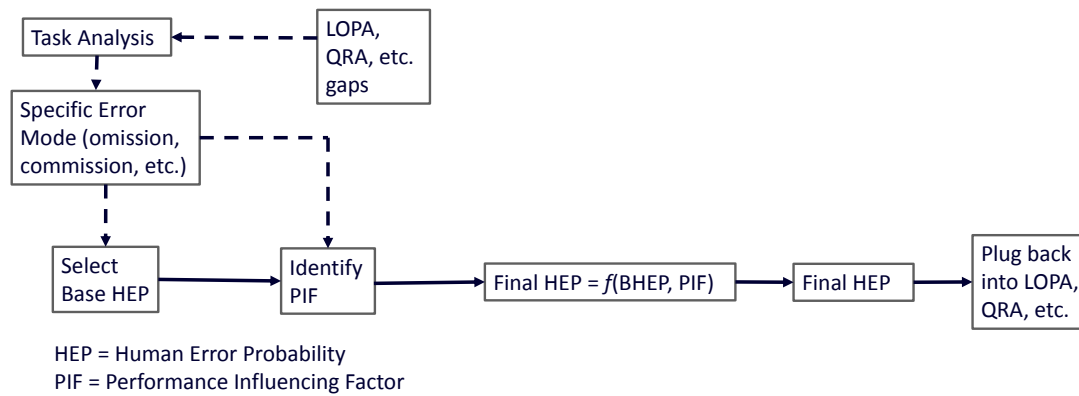 Task Analysis
LOPA,
QRA, etc.
gaps
Specific Error
Mode (omission,
commission, etc.)
Select
Base HEP
Identify
PIF
Final HEP = f(BHEP, PIF)
Final HEP
Plug back
into LOPA,
QRA, etc.
HEP = Human Error Probability
PIF = Performance Influencing Factor